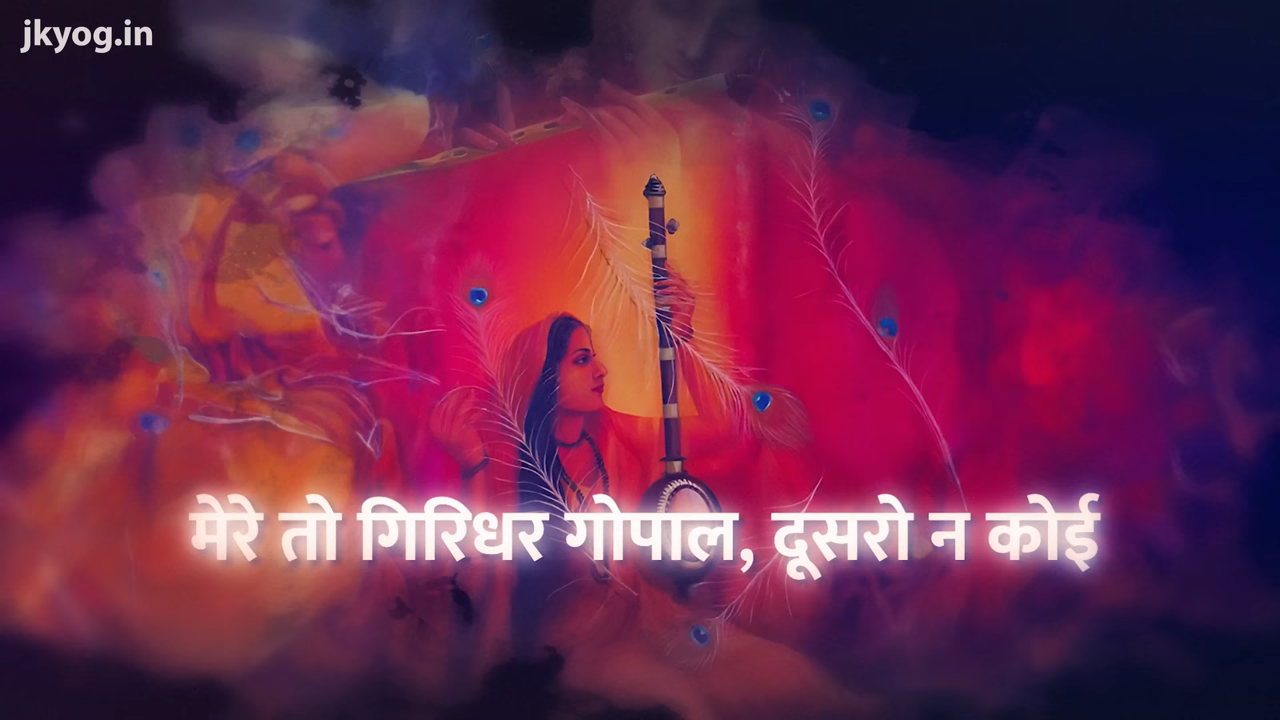 jkyog.in
मेरे तो गिरिधर गोपाल, दूसरो न कोई